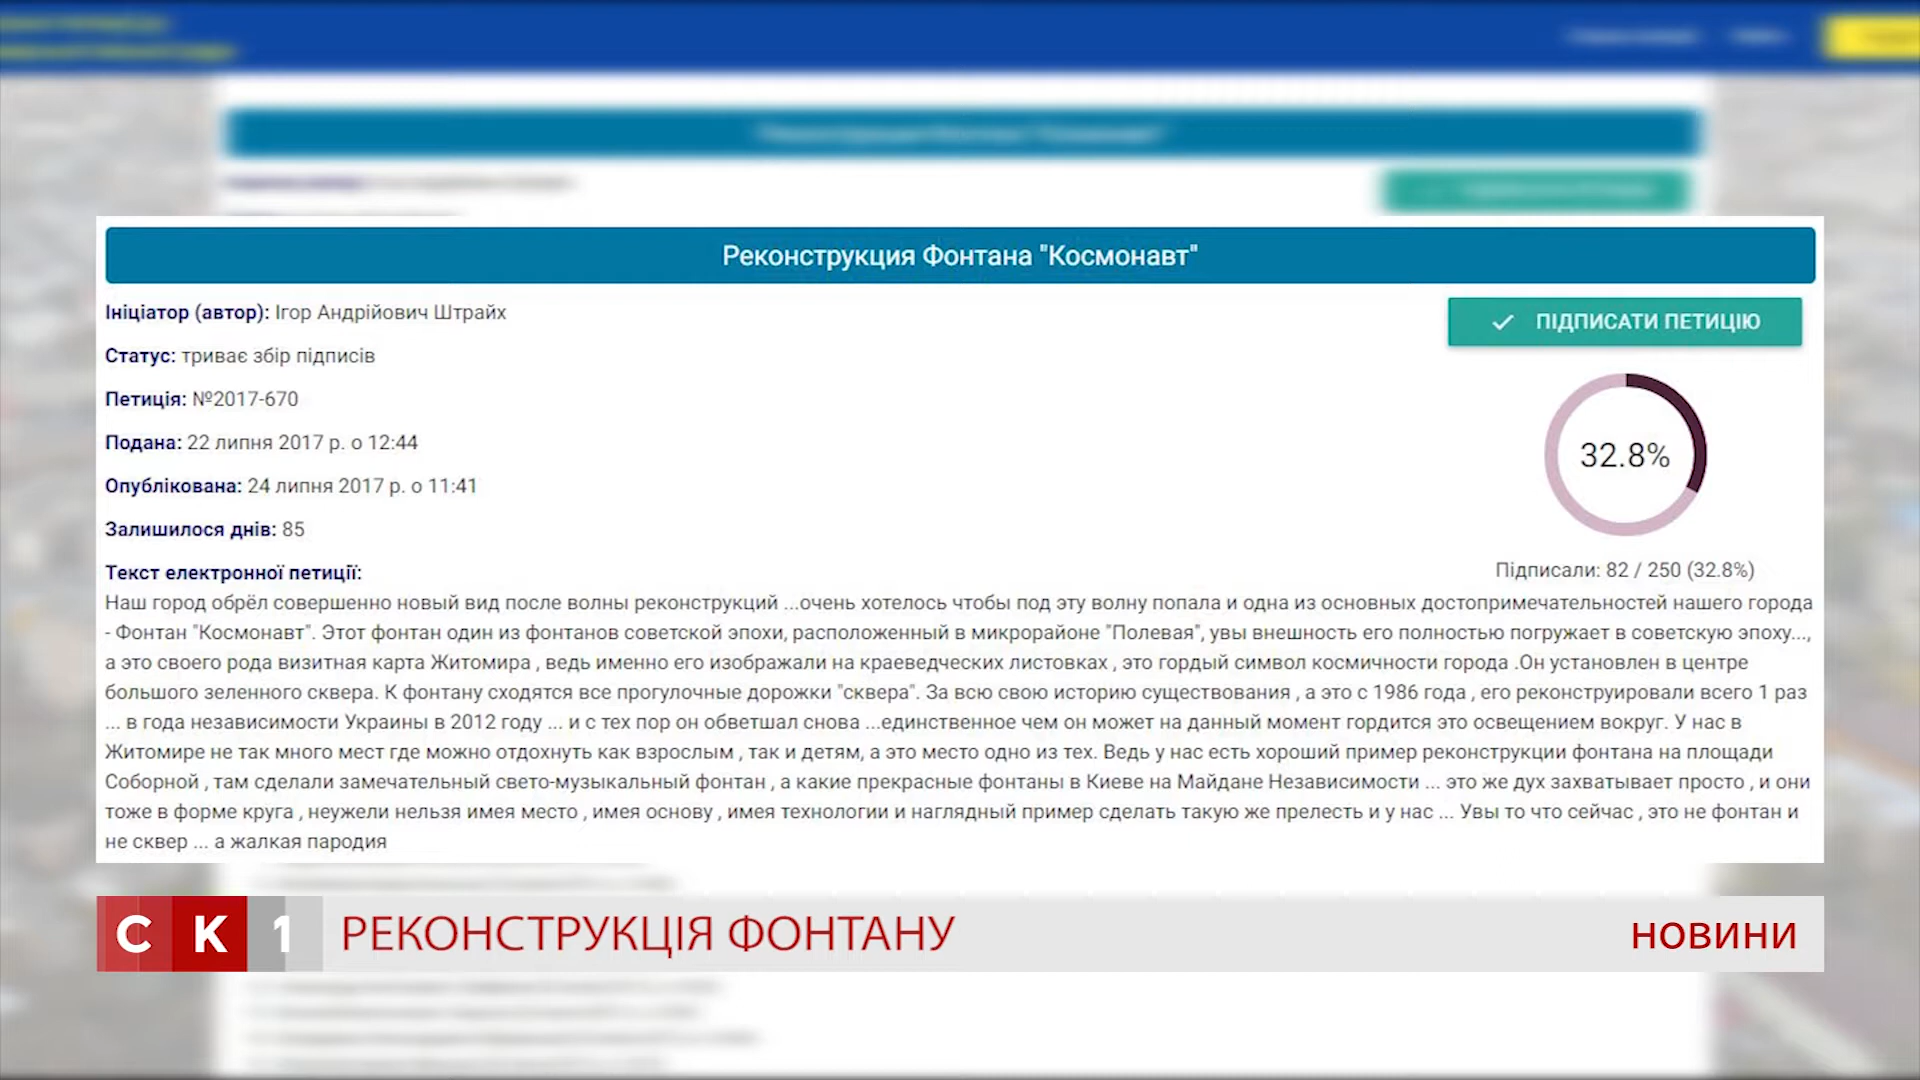 Реконструкция Фонтана "Космонавт"
Ініціатор (автор): Ігор Андрійович Штрайх
ПІДПИСАТИ ПЕТИЦІЮ
Статус: триває збір підписів
Петиція: №2017-670
Подана: 22 липня 2017 р. о 12:44
32.8%
Опублікована: 24 липня 2017 р. о 11:41
Залишилося днів: 85
Підписали: 82 / 250 (32.8%)
Текст електронної петиції:
Наш город обрёл совершенно новый вид после волны реконструкций ...очень хотелось чтобы под эту волну попала и одна из основных достопримечательностей нашего города
- Фонтан "Космонавт". Этот фонтан один из фонтанов советской эпохи, расположенный в микрорайоне "Полевая", увы внешность его полностью погружает в советскую эпоху...,
а это своего рода визитная карта Житомира , ведь именно его изображали на краеведческих листовках , это гордый символ космичности города .Он установлен в центре
большого зеленного сквера. К фонтану сходятся все прогулочные дорожки "сквера". За всю свою историю существования , а это с 1986 года , его реконструировали всего 1 раз
... в года независимости Украины в 2012 году ... и с тех пор он обветшал снова ...единственное чем он может на данный момент гордится это освещением вокруг. У нас в
Житомире не так много мест где можно отдохнуть как взрослым , так и детям, а это место одно из тех. Ведь у нас есть хороший пример реконструкции фонтана на площади
Соборной , там сделали замечательный свето-музыкальный фонтан , а какие прекрасные фонтаны в Киеве на Майдане Независимости ... это же дух захватывает просто , и они
тоже в форме круга , неужели нельзя имея место , имея основу , имея технологии и наглядный пример сделать такую же прелесть и у нас ... Увы то что сейчас , это не фонтан и
не сквер ... а жалкая пародия
СК1 РЕКОНСТРУКЦІЯ ФОНТАНУ НОВИНИ